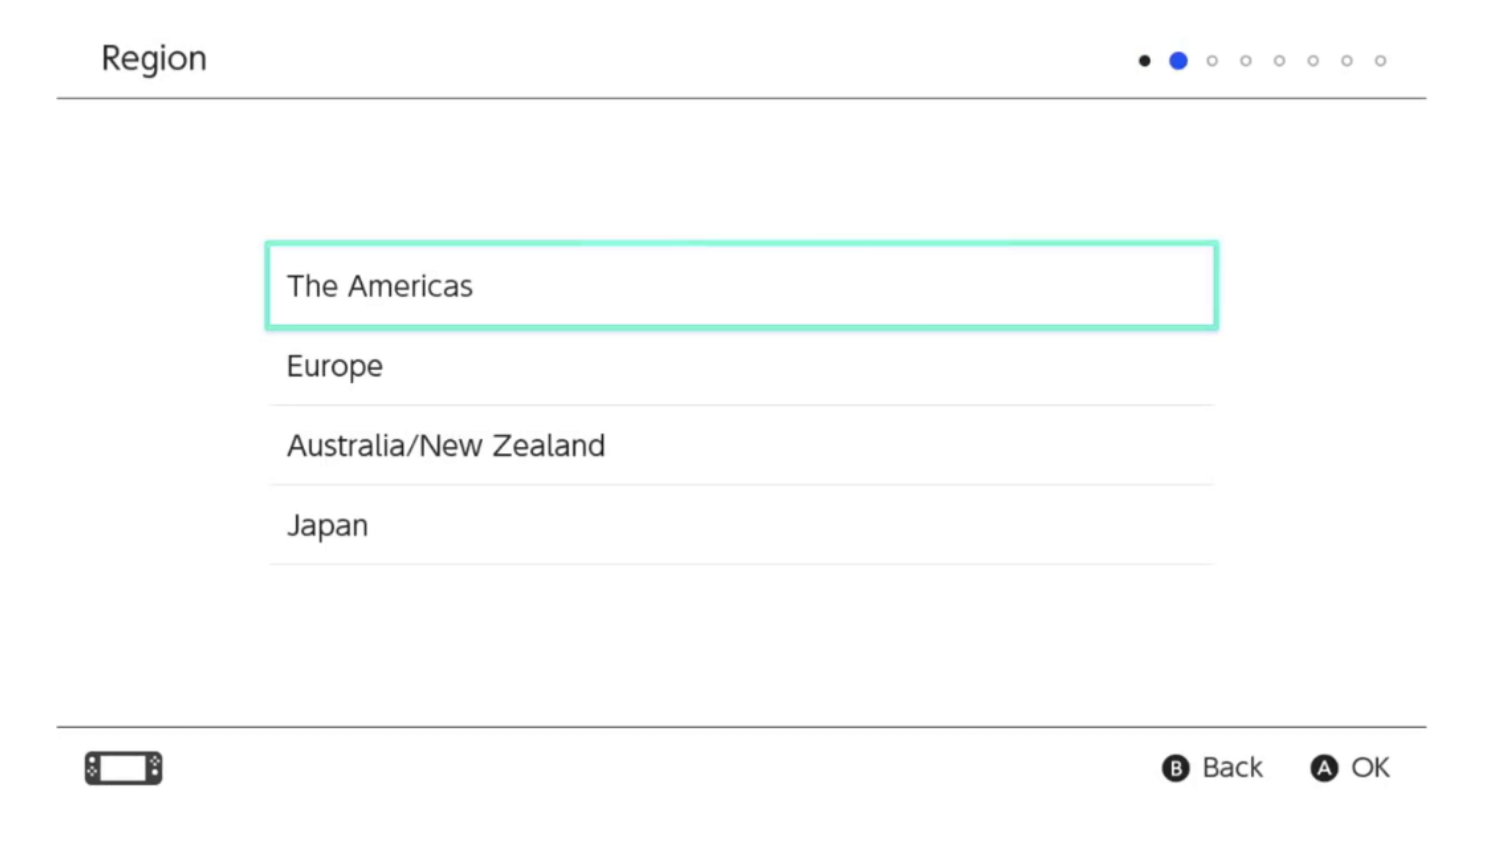 Region
The Americas
Europe
Australia/New Zealand
Japan
B Back A OK